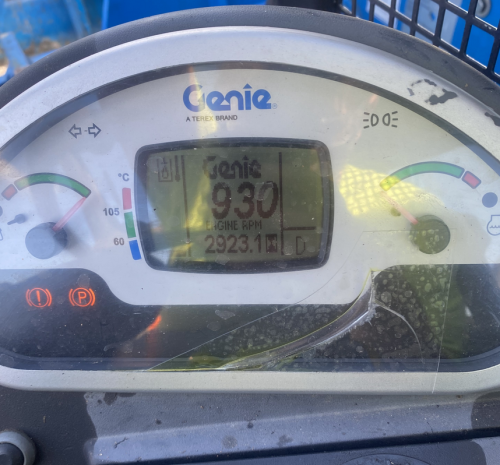 Genie
A TEREX BRAND
°C
105
60
Genie
930
ENGINE RPM
2923.1
D
P